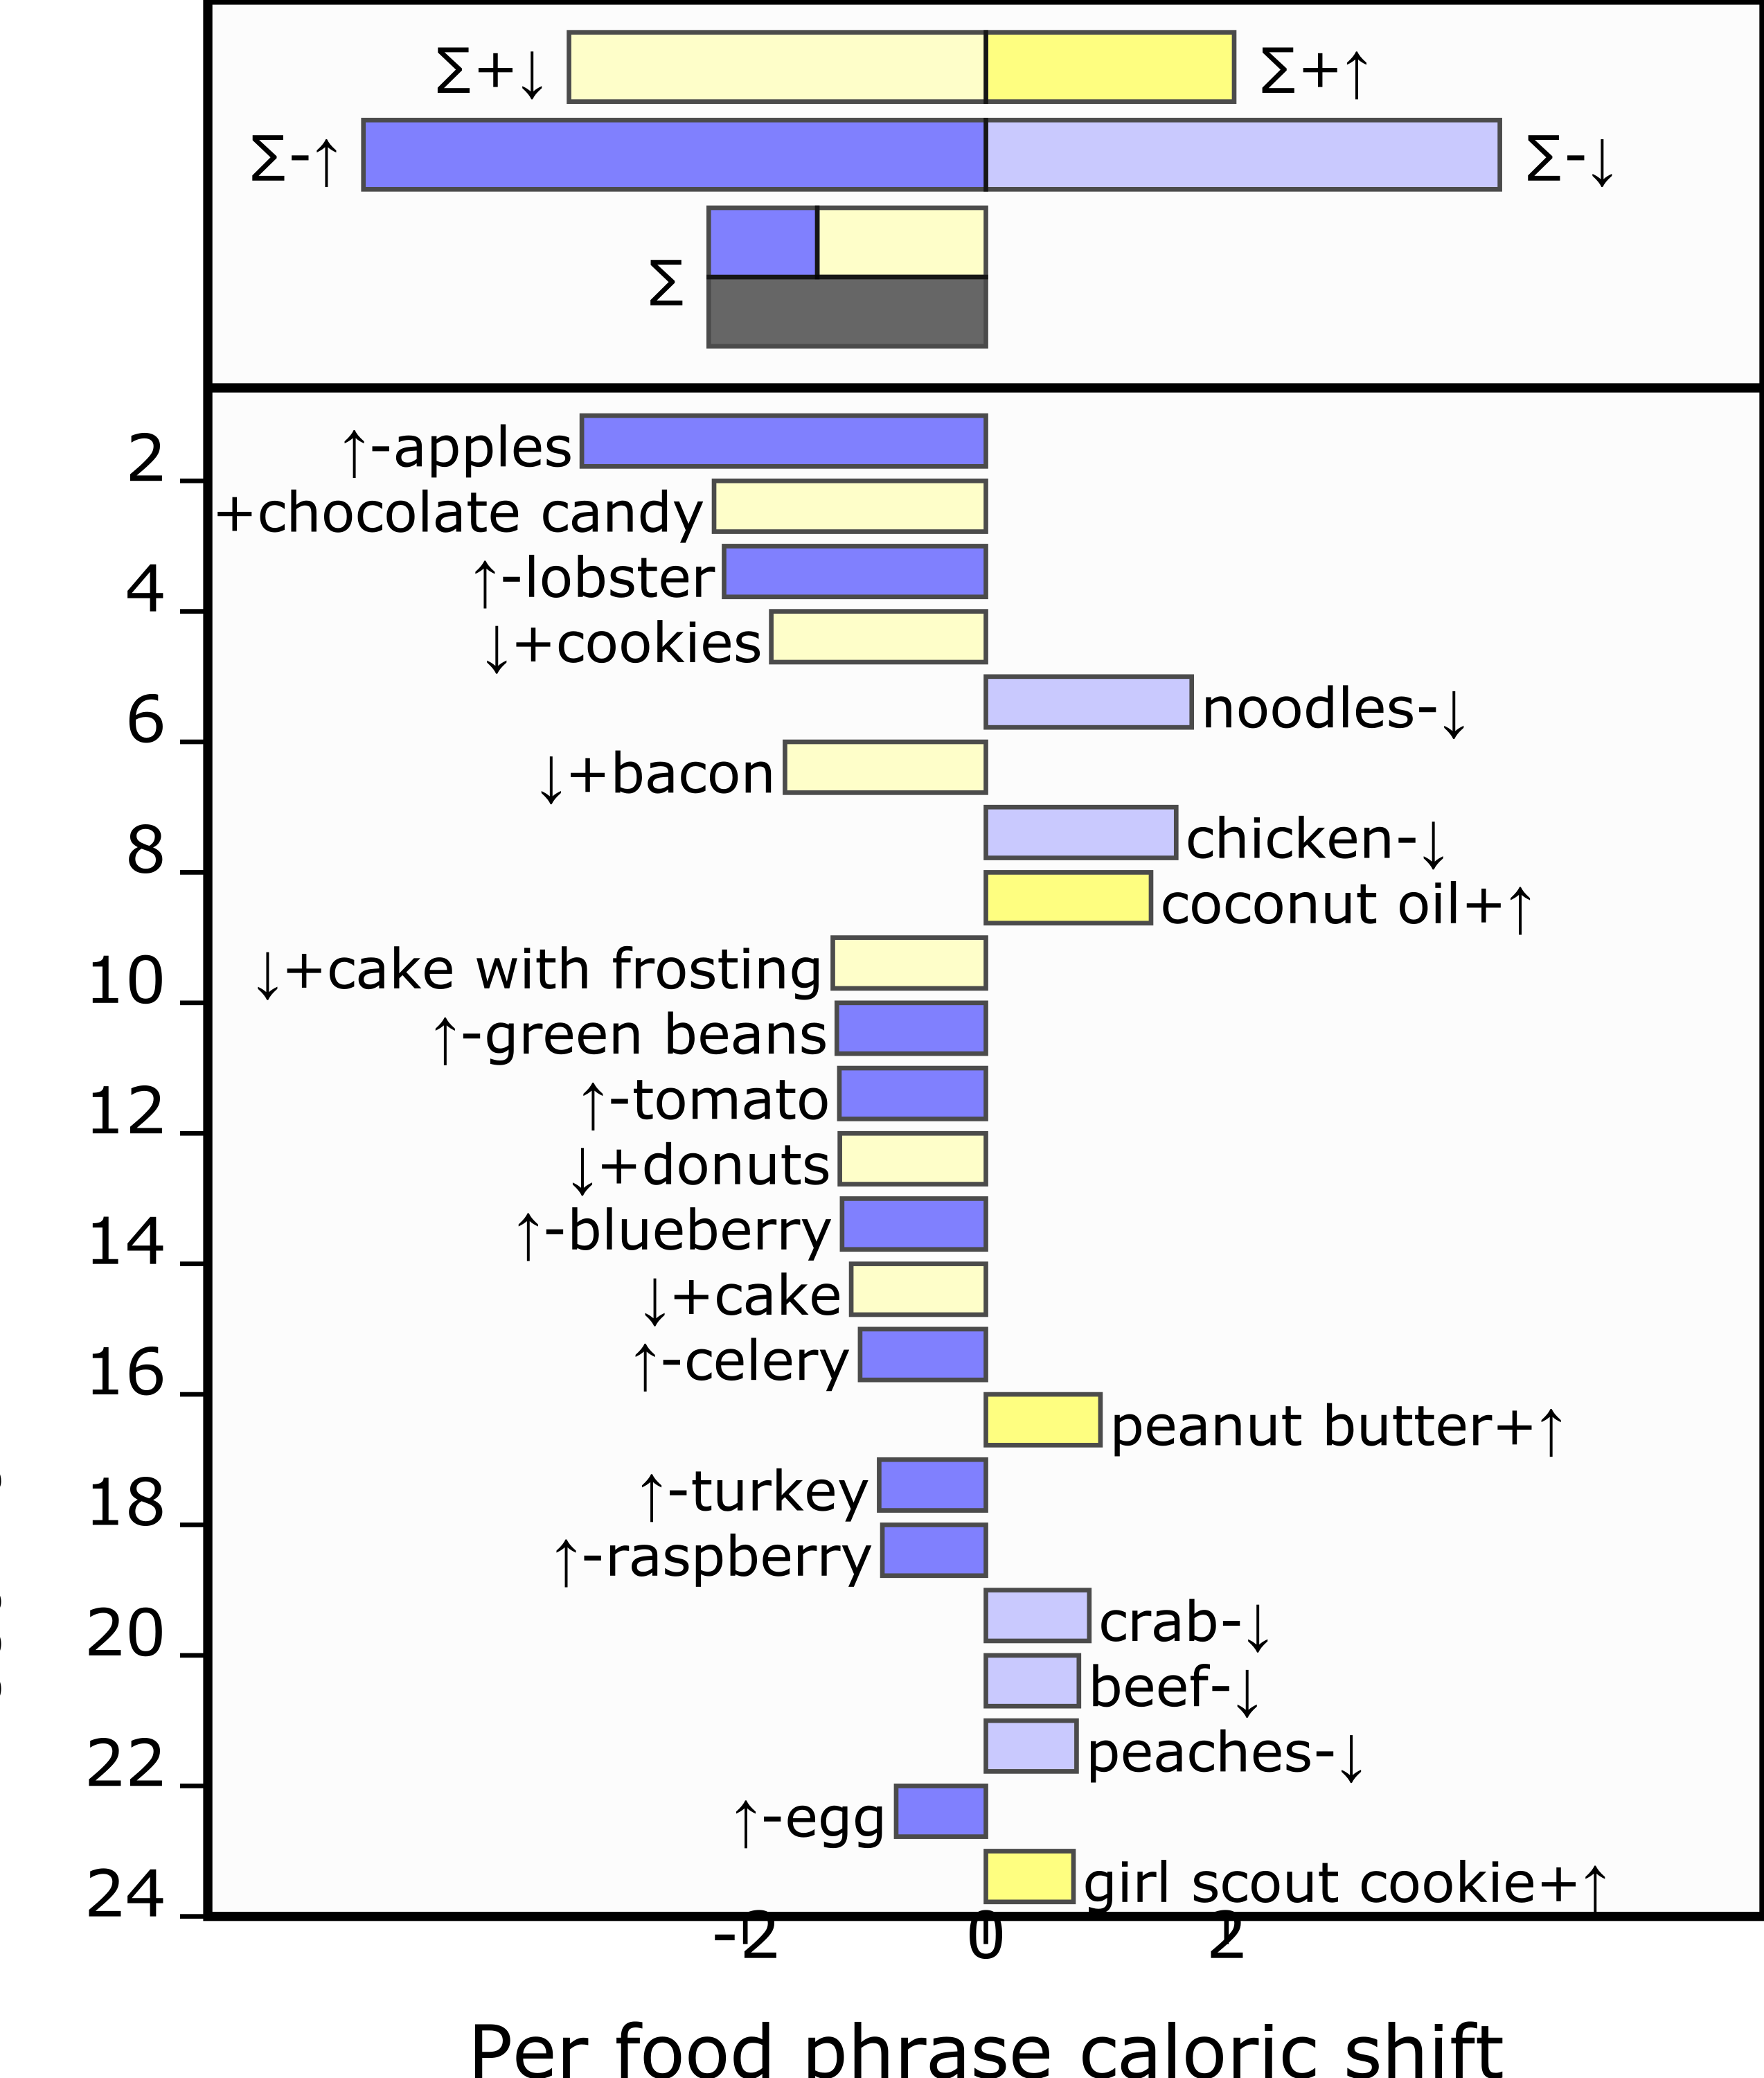 Σ+↓ Σ+↑
Σ-↑ Σ-↓
Σ
2
↑-apples
+chocolate candy
4
↑-lobster
↓+cookies
6
noodles-↓
↓+bacon
8
chicken-↓
coconut oil+↑
10
↓+cake with frosting
↑-green beans
12
↑-tomato
↓+donuts
14
↑-blueberry
↓+cake
16
↑-celery
peanut butter+↑
18
↑-turkey
↑-raspberry
20
crab-↓
beef-↓
22
peaches-↓
↑-egg
24
girl scout cookie+↑
-2 0 2
Per food phrase caloric shift